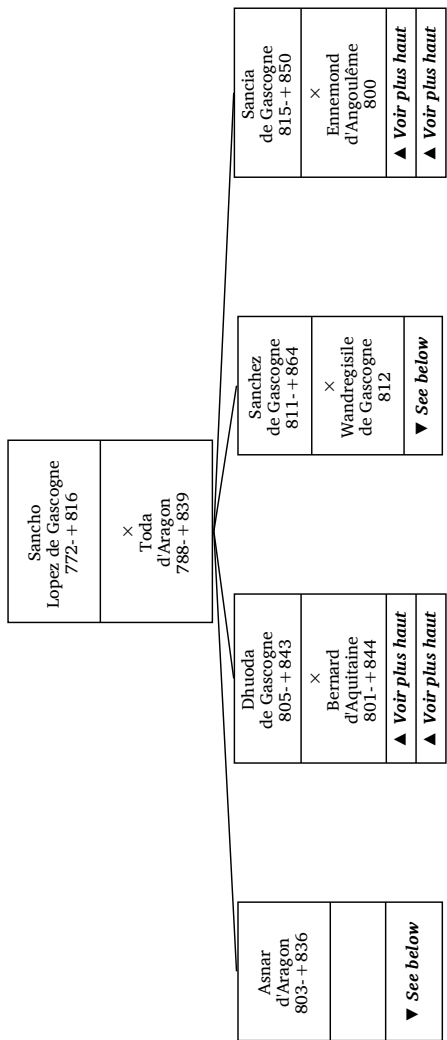 Sancho
Lopez de Gascogne
772-+816
×
Toda
d'Aragon
788-+839
Asnar
d'Aragon
803-+836
▼ See below
Dhuoda
de Gascogne
805-+843
×
Bernard
d'Aquitaine
801-+844
▲ Voir plus haut
▲ Voir plus haut
Sanchez
de Gascogne
811-+864
×
Wandregisile
de Gascogne
812
▼ See below
Sancia
de Gascogne
815-+850
×
Ennemond
d'Angoulême
800
▲ Voir plus haut
▲ Voir plus haut